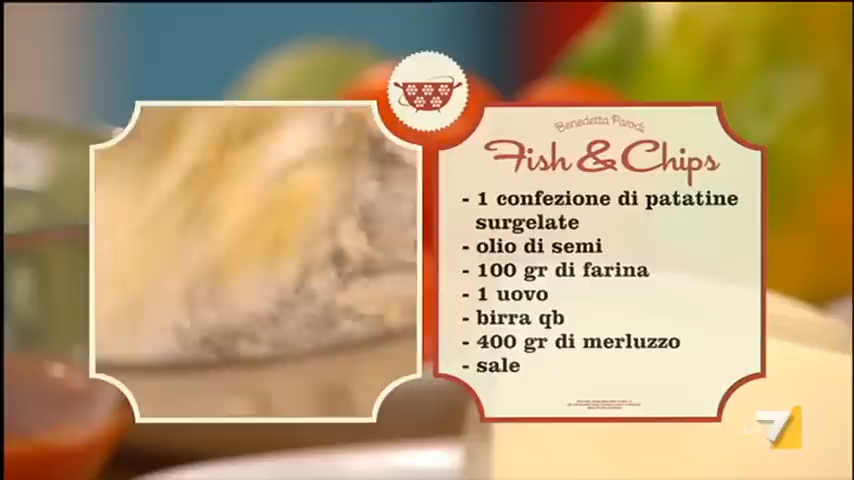 Benedetta Parodi
Fish & Chips
- 1 confezione di patatine
surgelate
- olio di semi
- 100 gr di farina
- 1 uovo
- birra qb
- 400 gr di merluzzo
- sale
7